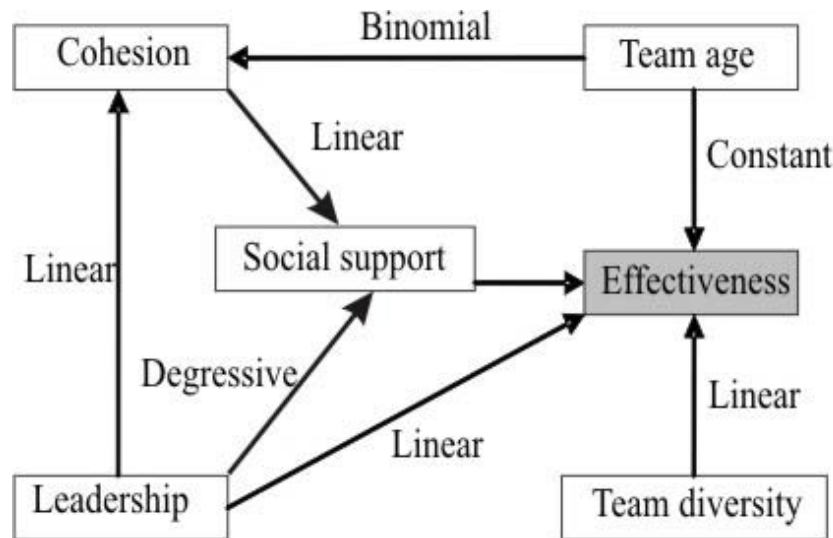 Binomial
Cohesion
Team age
Linear
Constant
Social support
Linear
Effectiveness
Degressive
Linear
Linear
Leadership
Team diversity